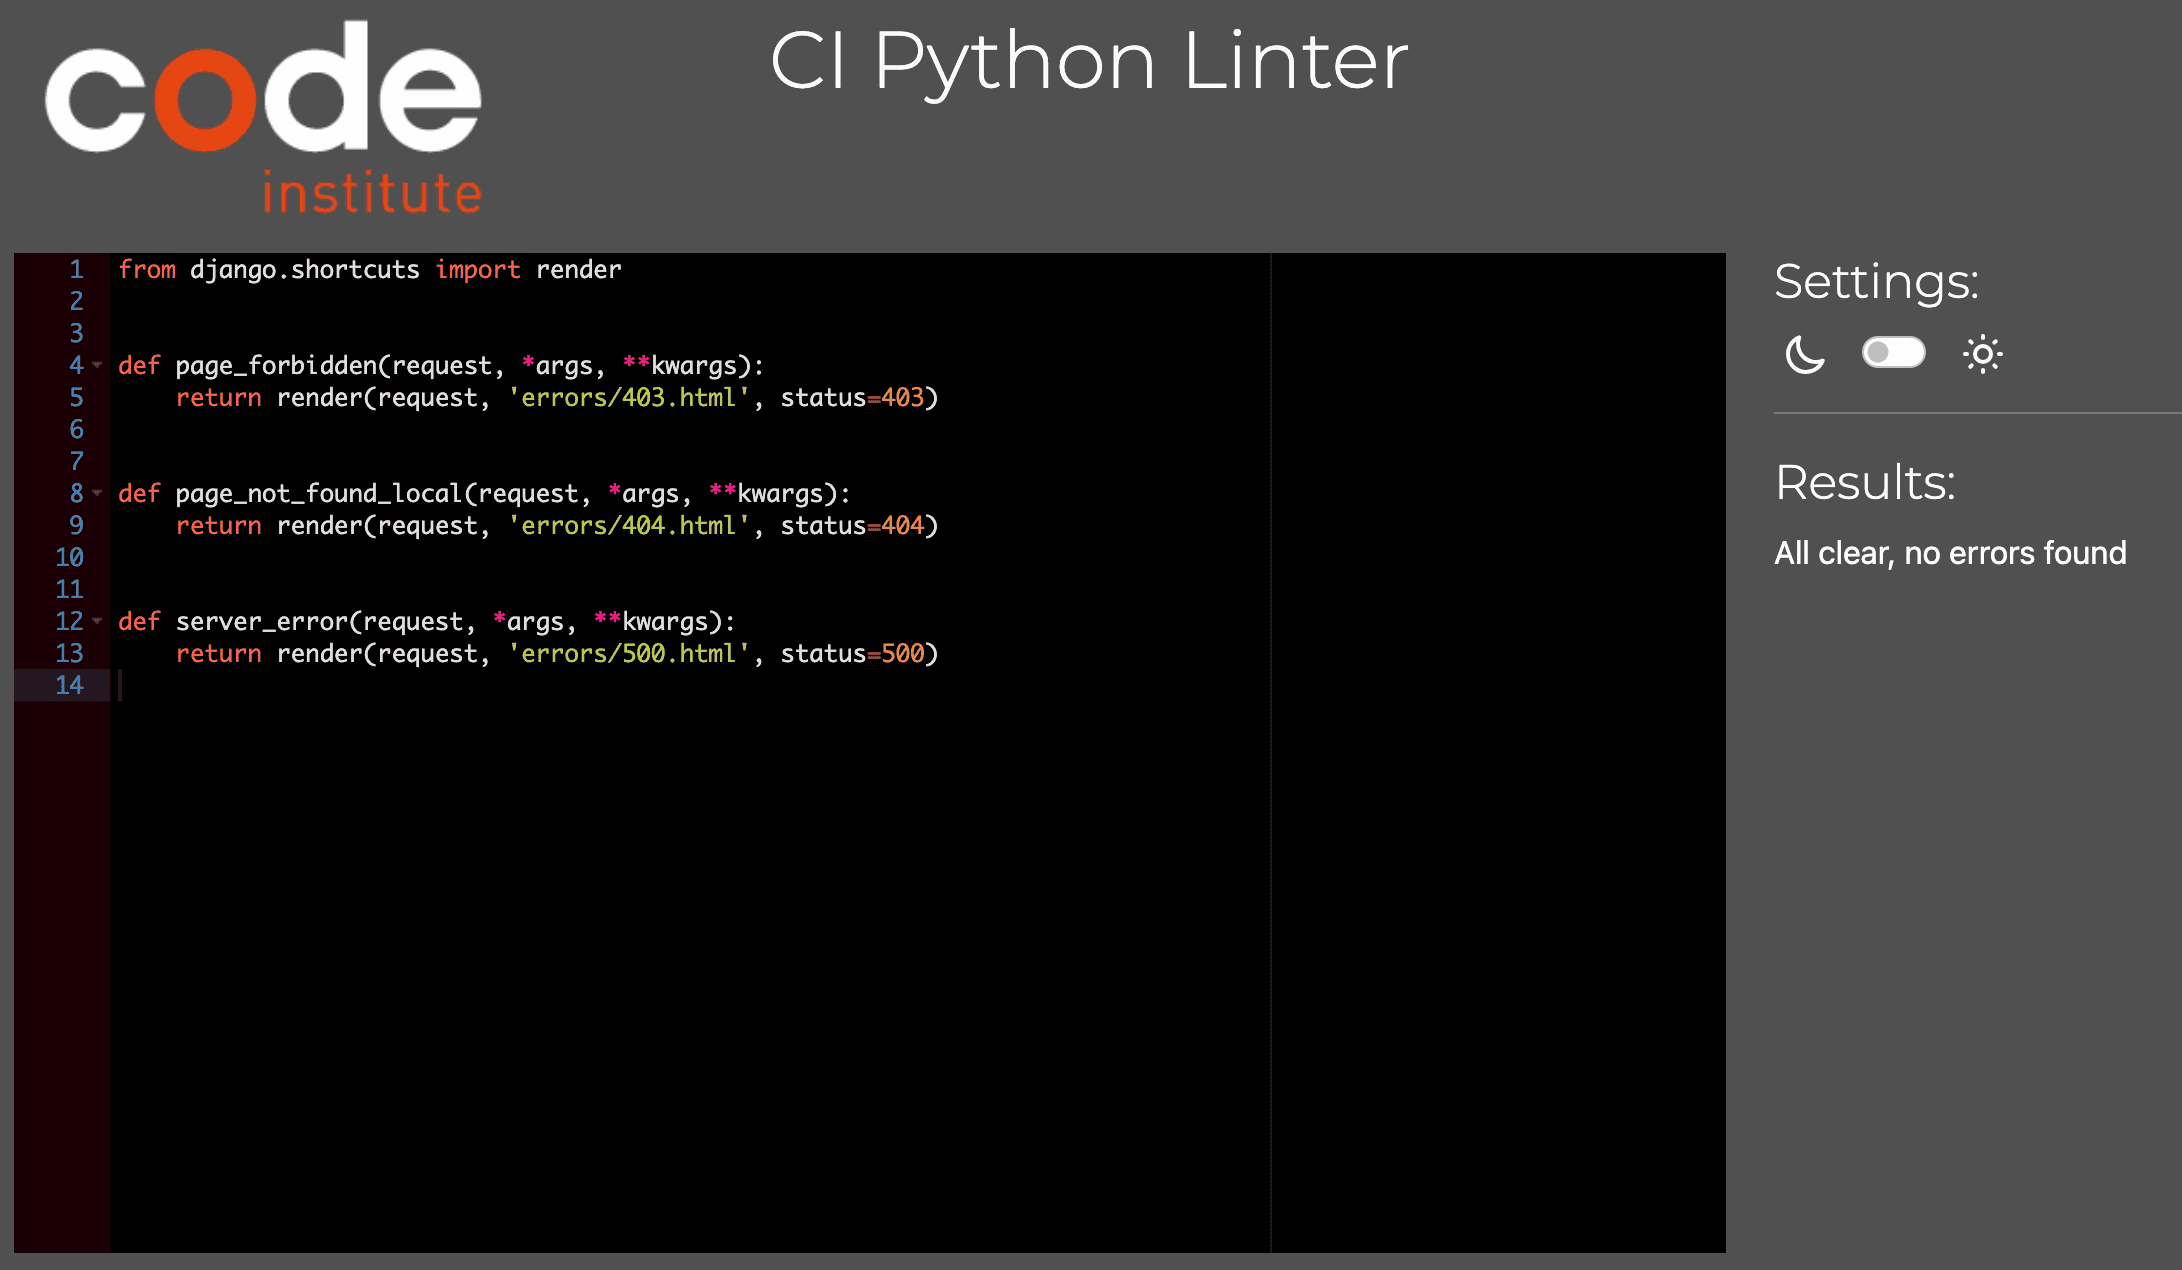 code
institute
CI Python Linter
1 from django.shortcuts import render
2
3
4 def page_forbidden(request, *args, **kwargs):
5     return render(request, 'errors/403.html', status=403)
6
7
8 def page_not_found_local(request, *args, **kwargs):
9     return render(request, 'errors/404.html', status=404)
10
11
12 def server_error(request, *args, **kwargs):
13     return render(request, 'errors/500.html', status=500)
14
Settings:
Results:
All clear, no errors found